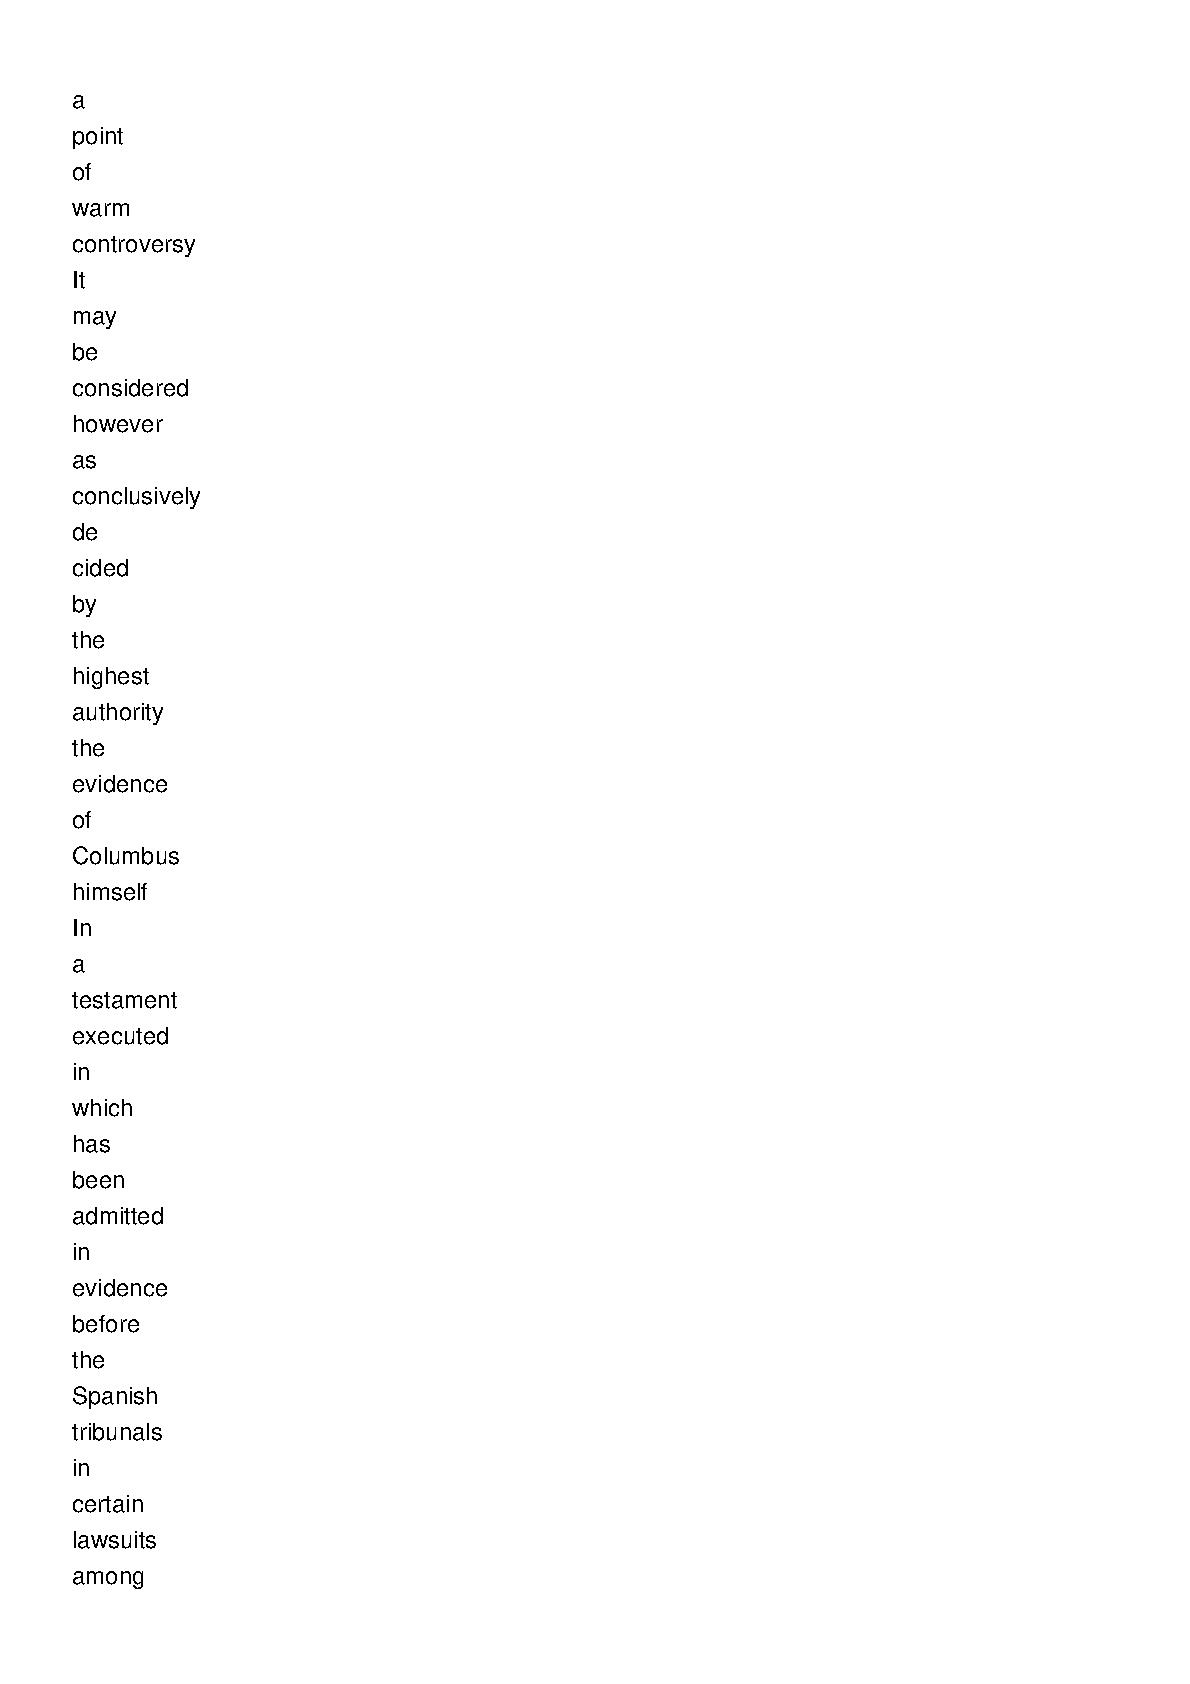 a
point
of
warm
controversy
It
may
be
considered
however
as
conclusively
de
cided
by
the
highest
authority
the
evidence
of
Columbus
himself
In
a
testament
executed
in
which
has
been
admitted
in
evidence
before
the
Spanish
tribunals
in
certain
lawsuits
among